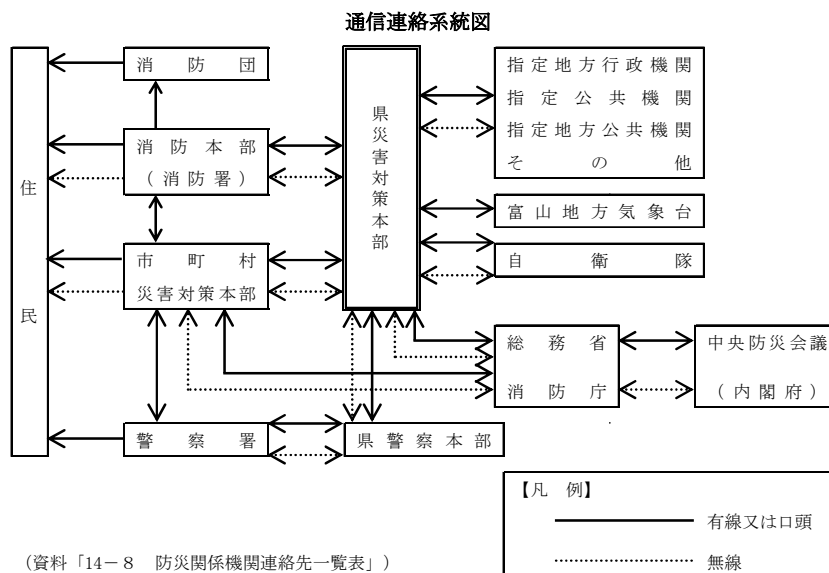 通信連絡系統図
住民
消防団
消防本部
(消防署)
市町村
災害対策本部
警察署
県災害対策本部
県警察本部
指定地方行政機関
指定公共機関
指定地方公共機関
その他
富山地方気象台
自衛隊
総務省
消防庁
中央防災会議
(内閣府)
【凡 例】
有線又は口頭
無線
(資料「14-8 防災関係機関連絡先一覧表」)